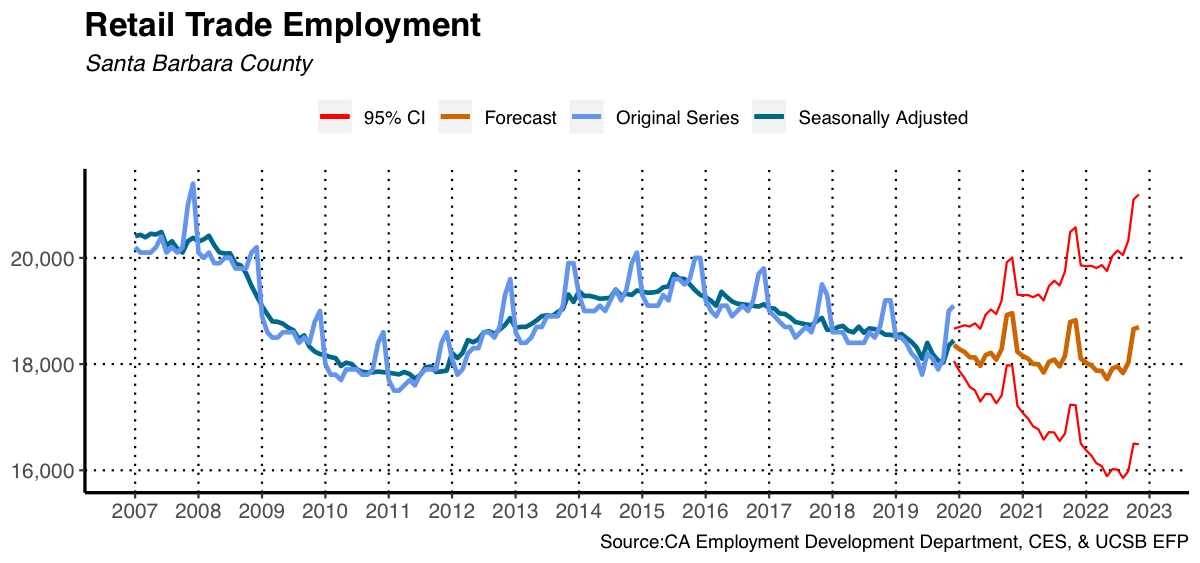 Retail Trade Employment
Santa Barbara County
95% CI Forecast Original Series Seasonally Adjusted
20,000
18,000
16,000
2007 2008 2009 2010 2011 2012 2013 2014 2015 2016 2017 2018 2019 2020 2021 2022 2023
Source:CA Employment Development Department, CES, & UCSB EFP